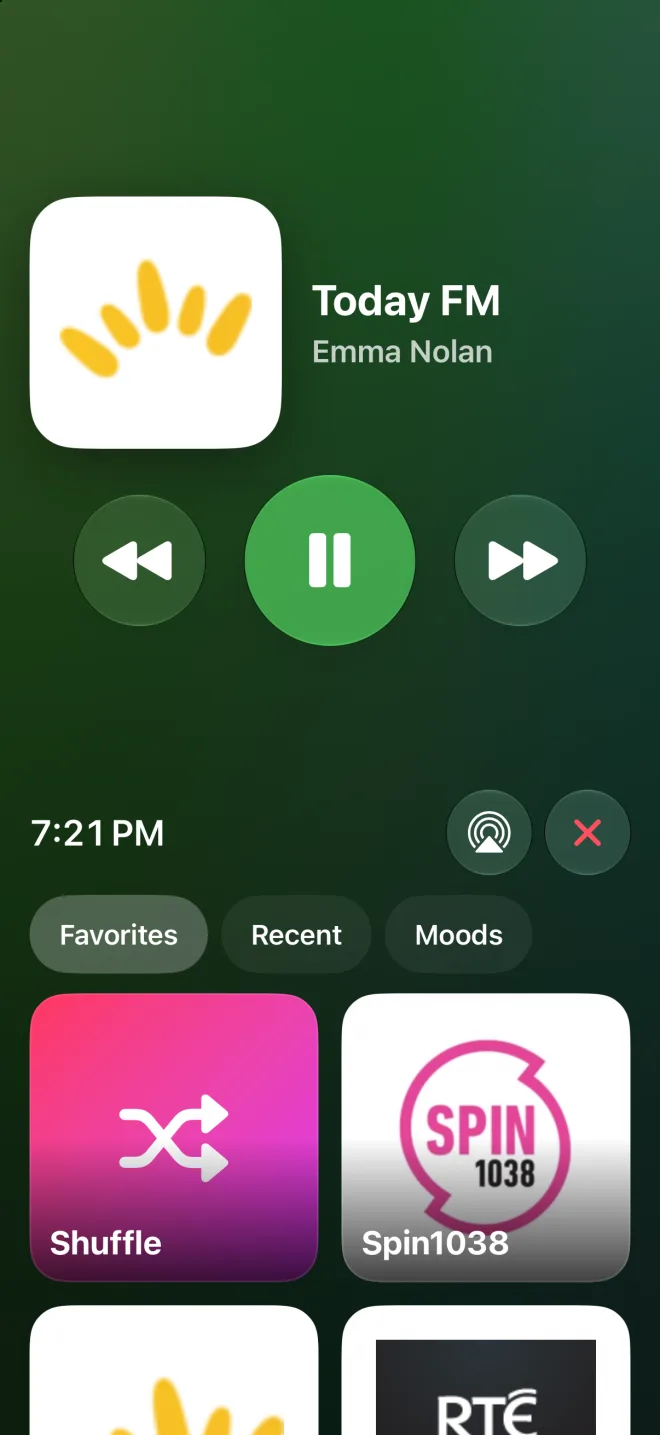 Today FM
Emma Nolan
7:21 PM
Favorites
Recent
Moods
SPIN
1038
Shuffle
Spin1038
RTÉ